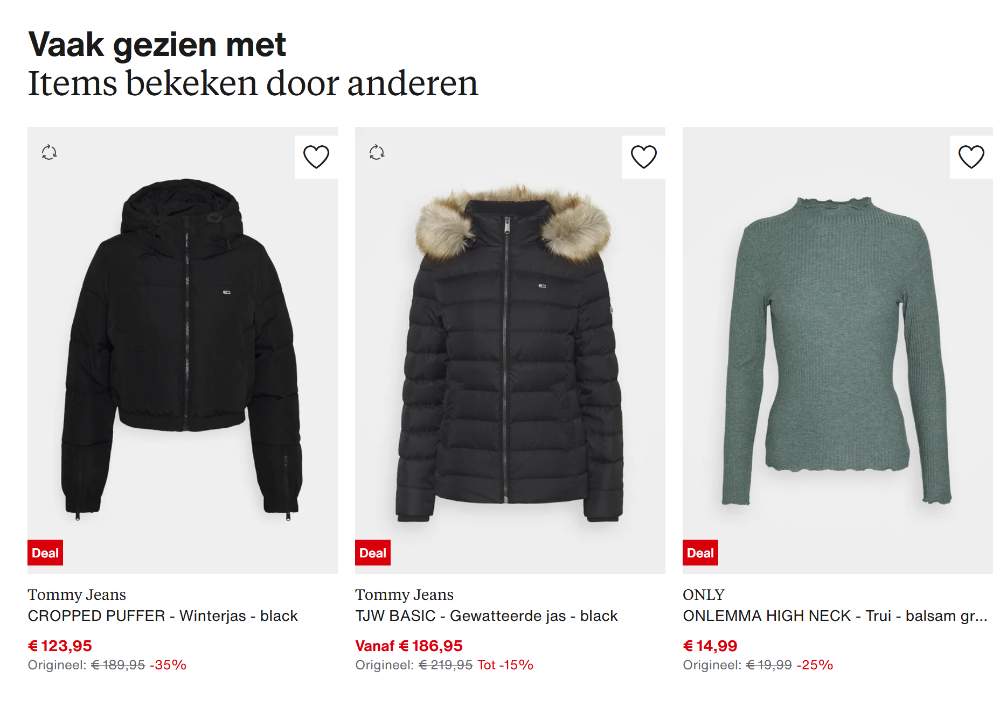 Vaak gezien met
Items bekeken door anderen
Deal
Tommy Jeans
CROPPED PUFFER - Winterjas - black
€ 123,95
Origineel: € 189,95 -35%
Deal
Tommy Jeans
TJW BASIC - Gewatteerde jas - black
Vanaf € 186,95
Origineel: € 219,95 Tot -15%
Deal
ONLY
ONLEMMA HIGH NECK - Trui - balsam gr...
€ 14,99
Origineel: € 19,99 -25%